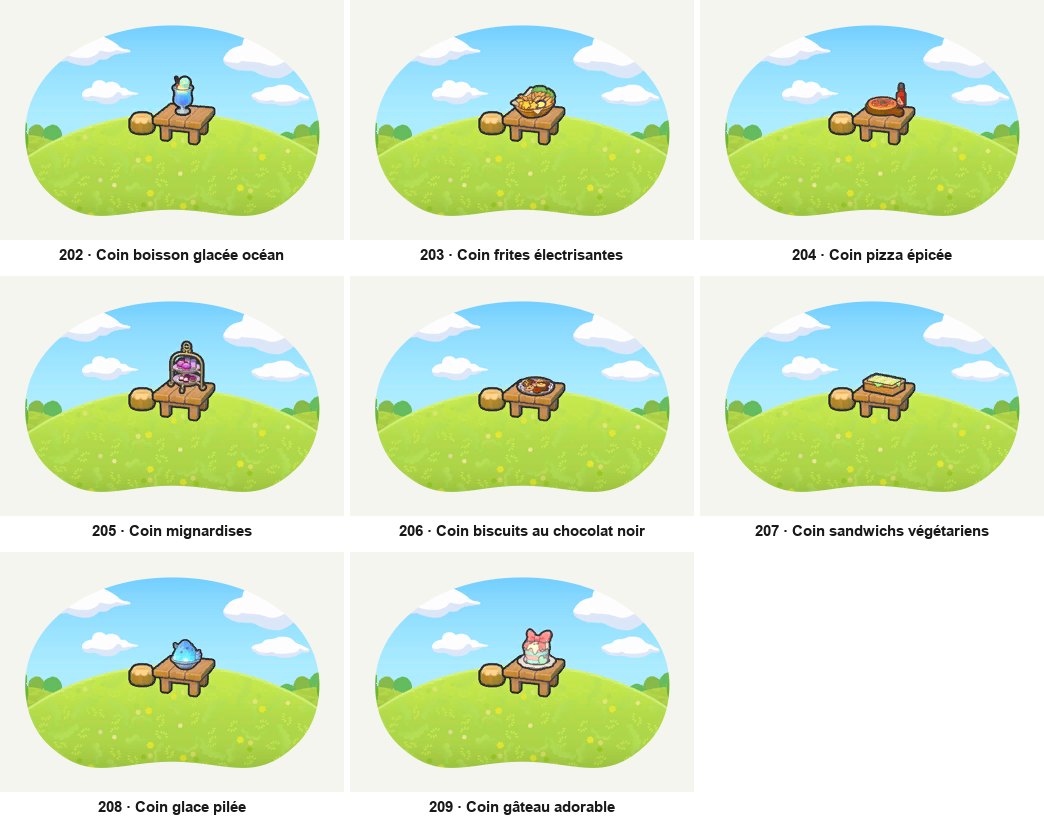 202 · Coin boisson glacée océan
203 · Coin frites électrisantes
204 · Coin pizza épicée
205 · Coin mignardises
206 · Coin biscuits au chocolat noir
207 · Coin sandwichs végétariens
208 · Coin glace pilée
209 · Coin gâteau adorable